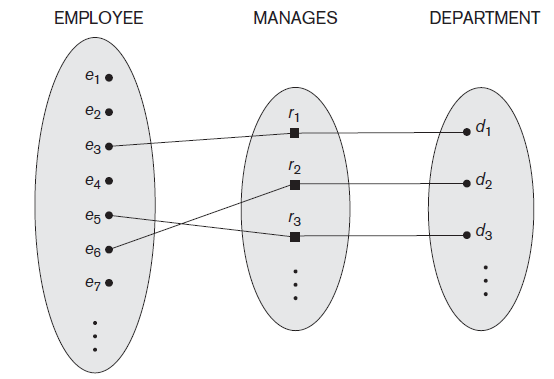 EMPLOYEE MANAGES DEPARTMENT
e1
e2
e3
e4
e5
e6
e7
r1
r2
r3
d1
d2
d3